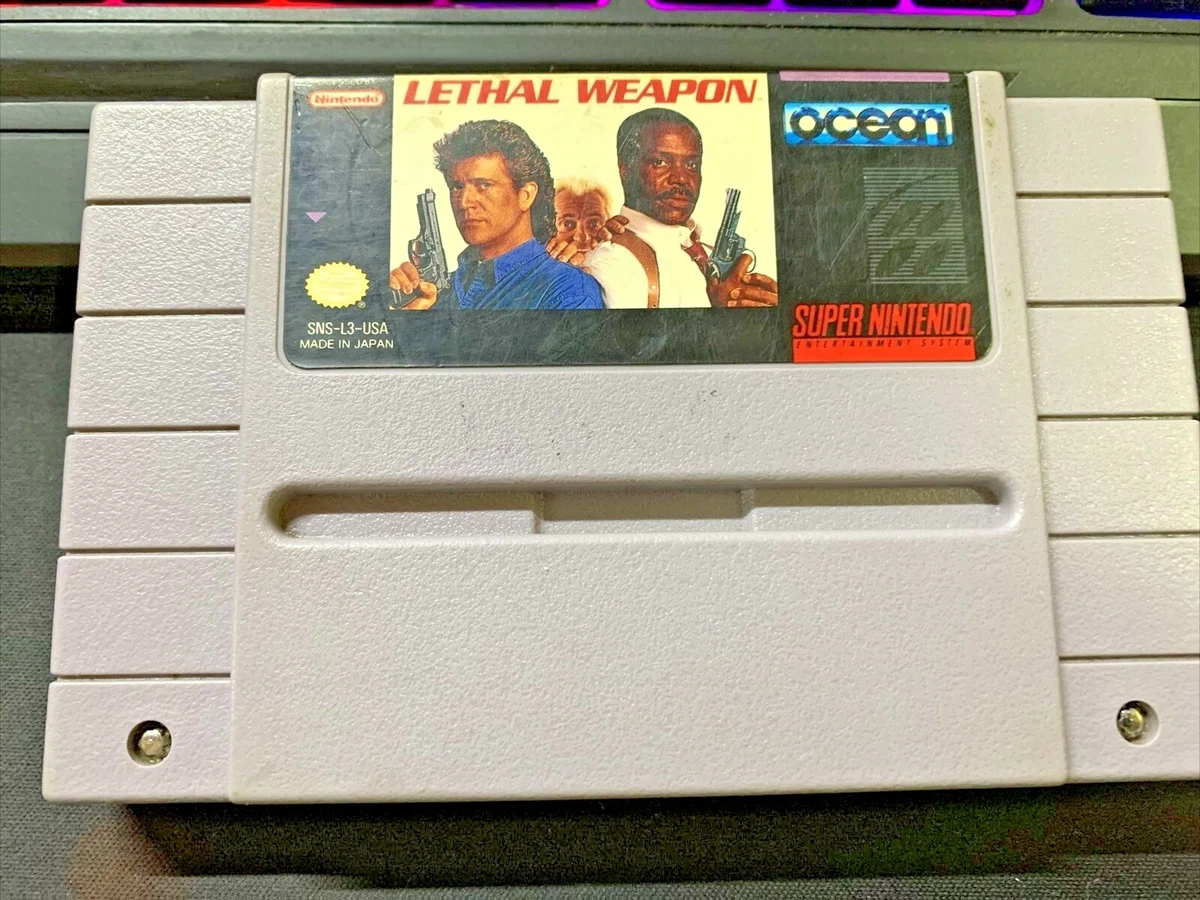 Nintendo
LETHAL WEAPON
ocean
SNS-L3-USA
MADE IN JAPAN
SUPER NINTENDO
ENTERTAINMENT SYSTEM